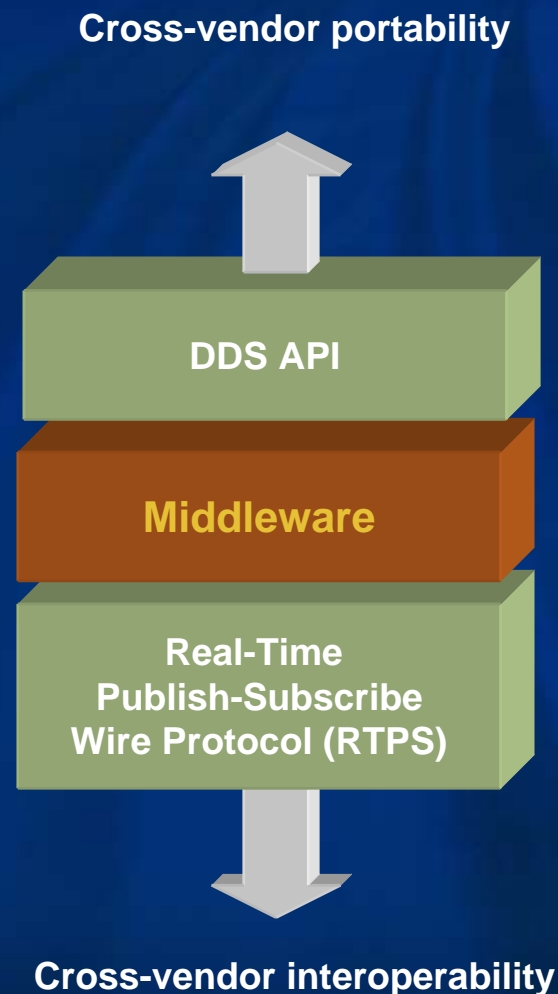 Cross-vendor portability
DDS API
Middleware
Real-Time
Publish-Subscribe
Wire Protocol (RTPS)
Cross-vendor interoperability